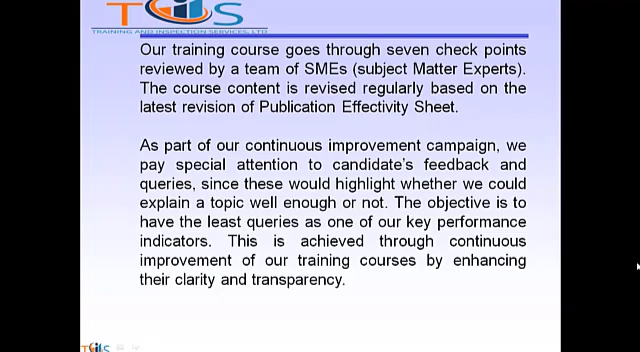 TIS
TRAINING AND INSPECTION SERVICES, LTD
Our training course goes through seven check points
reviewed by a team of SMEs (subject Matter Experts).
The course content is revised regularly based on the
latest revision of Publication Effectivity Sheet.
As part of our continuous improvement campaign, we
pay special attention to candidate's feedback and
queries, since these would highlight whether we could
explain a topic well enough or not. The objective is to
have the least queries as one of our key performance
indicators. This is achieved through continuous
improvement of our training courses by enhancing
their clarity and transparency.
TIS